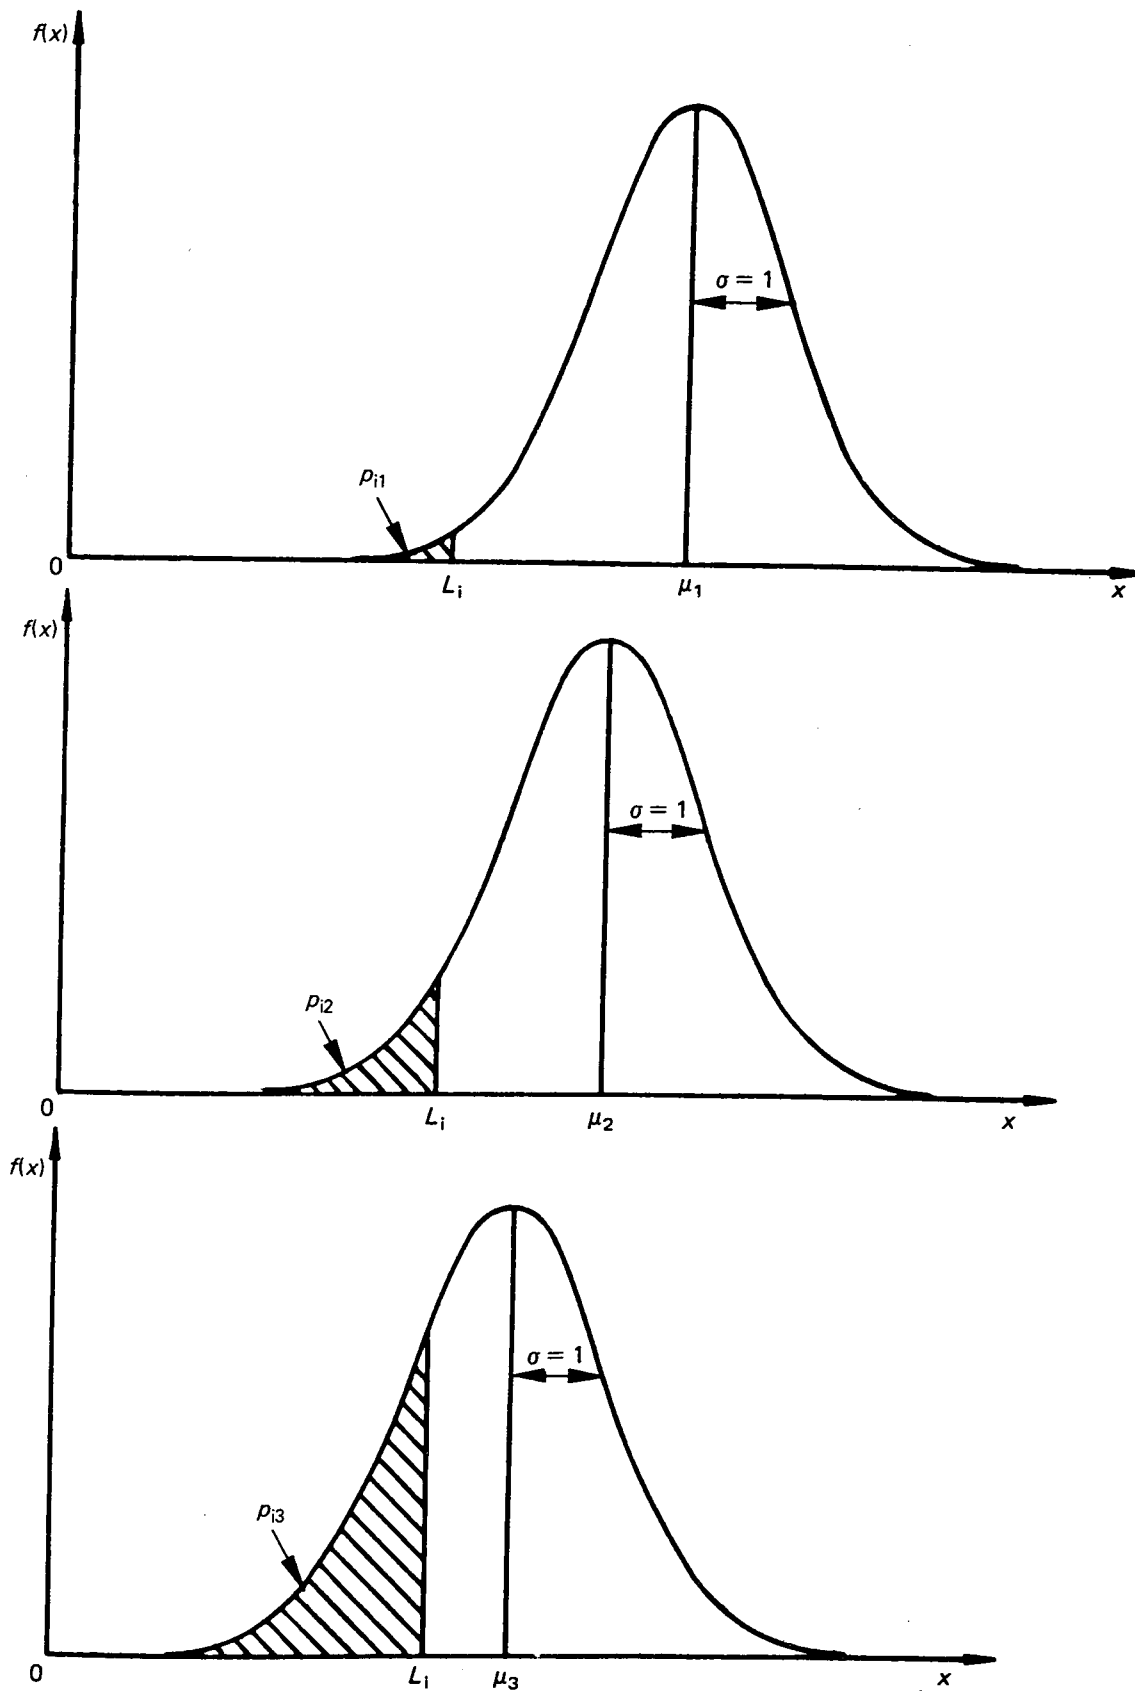 f(x)
σ = 1
p_i1
0
L_i
μ_1
x
f(x)
σ = 1
p_i2
0
L_i
μ_2
x
f(x)
σ = 1
p_i3
0
L_i
μ_3
x